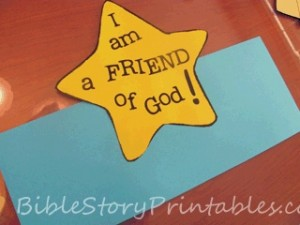 I
am
a FRIEND
of God!
BibleStoryPrintables.c